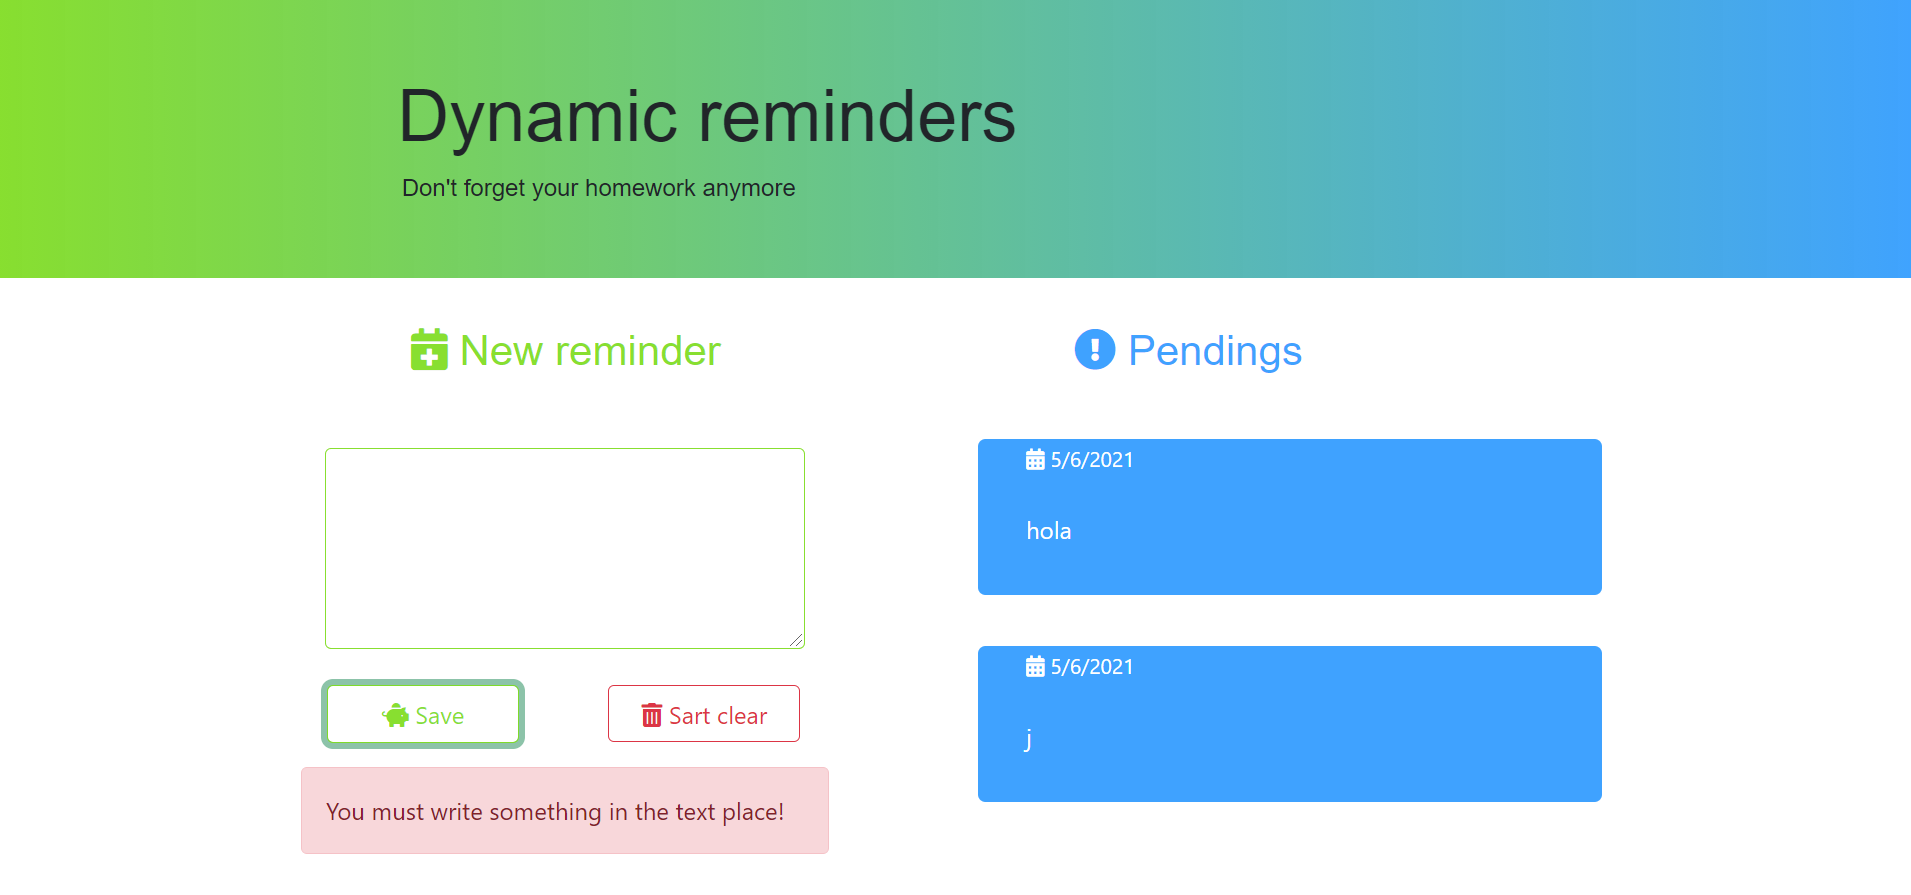 Dynamic reminders
Don't forget your homework anymore
New reminder
Save
Sart clear
You must write something in the text place!
Pendings
5/6/2021
hola
5/6/2021
j